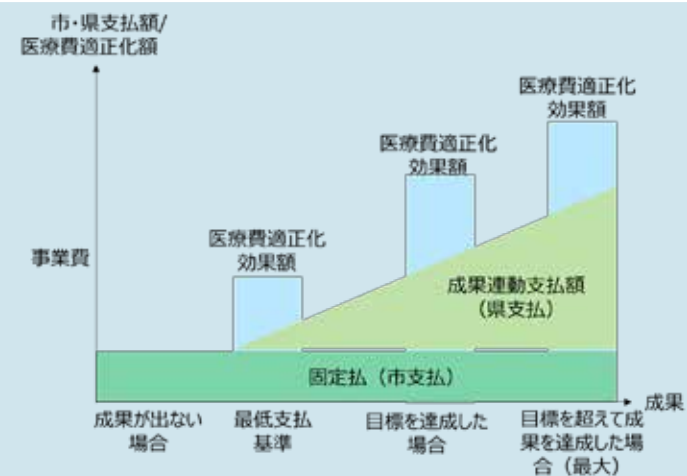 市・県支払額/
医療費適正化額
医療費適正化
効果額
医療費適正化
効果額
医療費適正化
効果額
事業費
成果連動支払額
(県支払)
固定払(市支払)
成果
成果が出ない
場合
最低支払
基準
目標を達成した
場合
目標を超えて成
果を達成した場
合(最大)